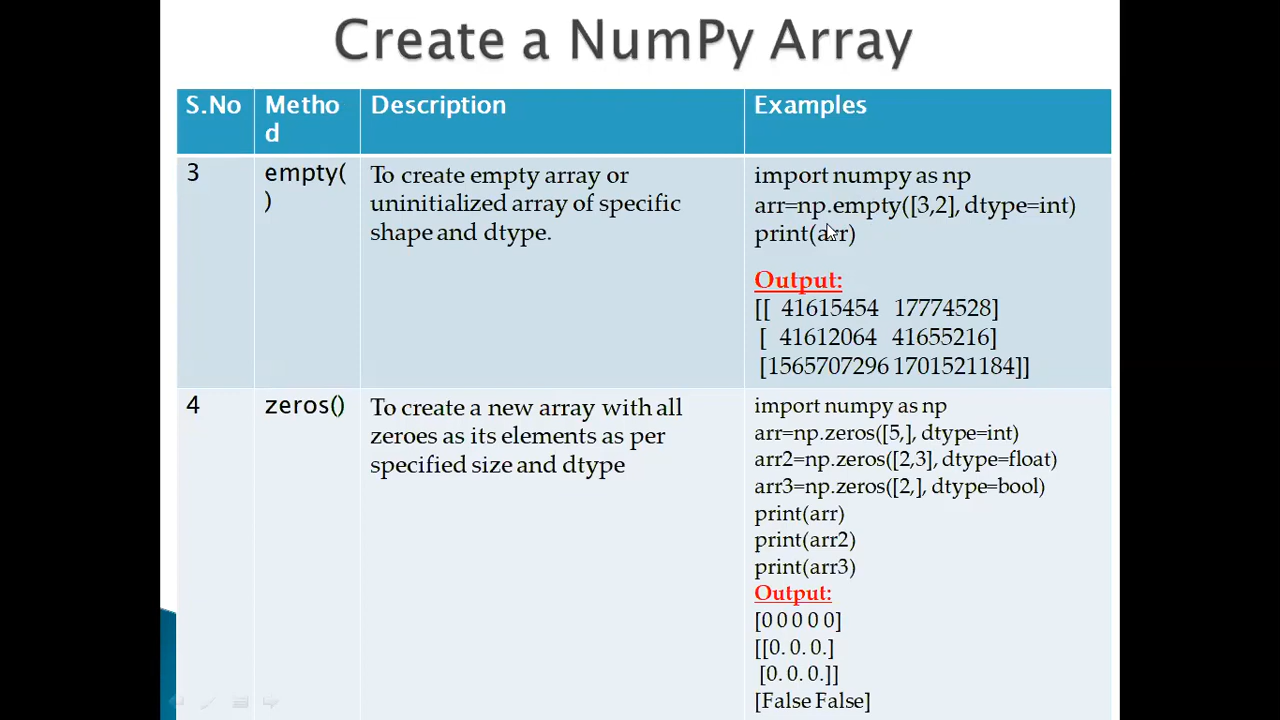 Create a NumPy Array
S.No
Metho
d
Description
Examples
3
empty(
)
To create empty array or
uninitialized array of specific
shape and dtype.
import numpy as np
arr=np.empty([3,2], dtype=int)
print(arr)
Output:
[[ 41615454 17774528]
[ 41612064 41655216]
[1565707296 1701521184]]
4
zeros()
To create a new array with all
zeroes as its elements as per
specified size and dtype
import numpy as np
arr=np.zeros([5,], dtype=int)
arr2=np.zeros([2,3], dtype=float)
arr3=np.zeros([2,], dtype=bool)
print(arr)
print(arr2)
print(arr3)
Output:
[0 0 0 0 0]
[[0. 0. 0.]
[0. 0. 0.]]
[False False]